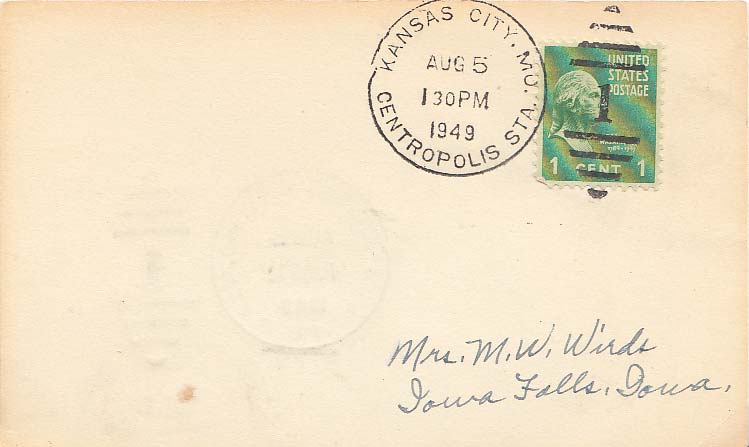 KANSAS CITY, MO.
AUG 5
1 30 PM
1949
CENTROPOLIS STA.
1
UNITED
STATES
POSTAGE
1 CENT 1
Mrs. M. W. Wirds
Iowa Falls, Iowa.